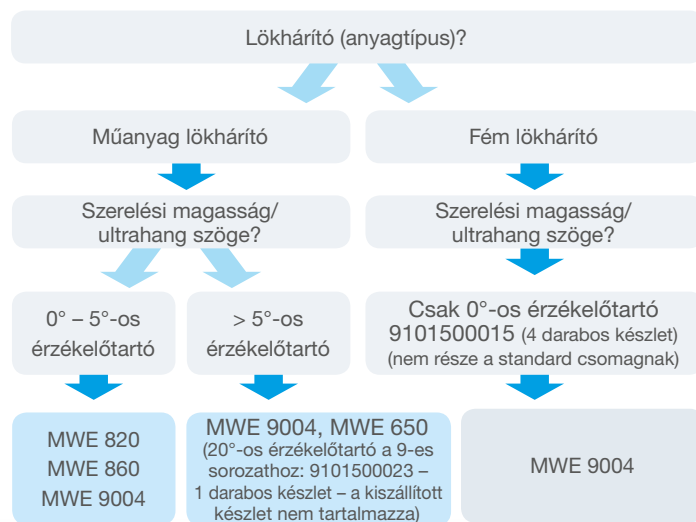 Lökhárító (anyagtípus)?
Műanyag lökhárító
Fém lökhárító
Szerelési magasság/
ultrahang szöge?
Szerelési magasság/
ultrahang szöge?
0° – 5°-os
érzékelőtartó
> 5°-os
érzékelőtartó
Csak 0°-os érzékelőtartó
9101500015 (4 darabos készlet)
(nem része a standard csomagnak)
MWE 820
MWE 860
MWE 9004
MWE 9004, MWE 650
(20°-os érzékelőtartó a 9-es
sorozathoz: 9101500023 –
1 darabos készlet – a kiszállított
készlet nem tartalmazza)
MWE 9004